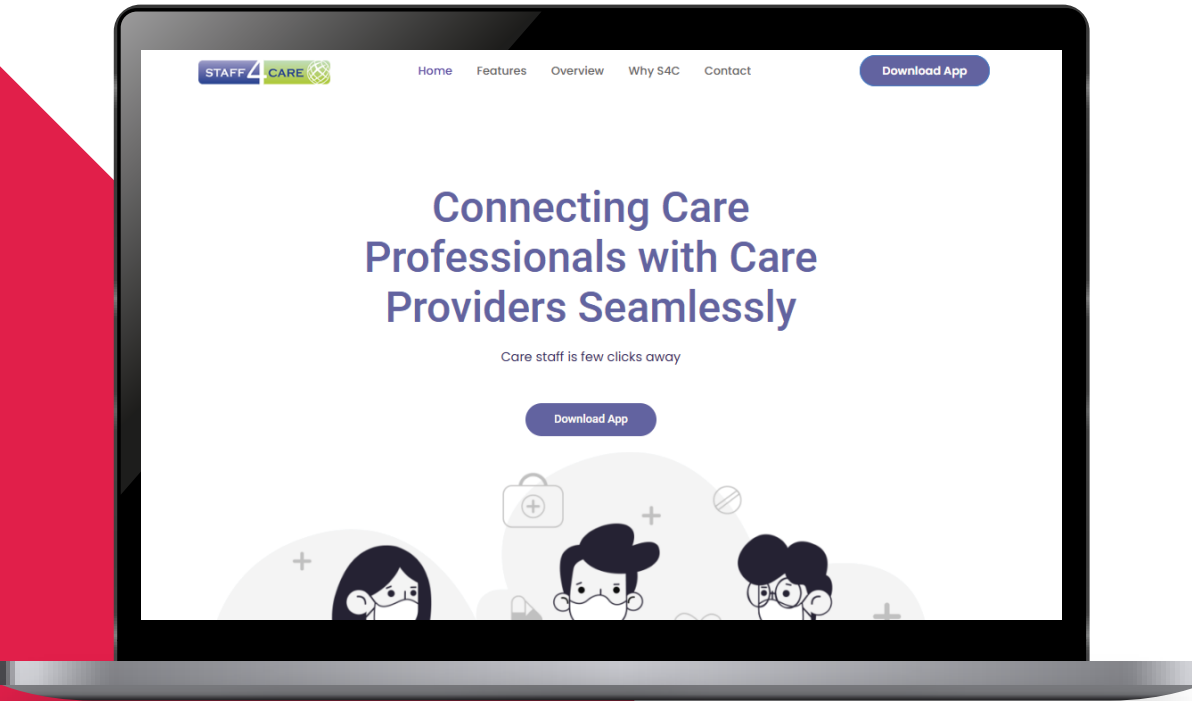 STAFF 4 CARE
Home Features Overview Why S4C Contact
Download App
Connecting Care
Professionals with Care
Providers Seamlessly
Care staff is few clicks away
Download App